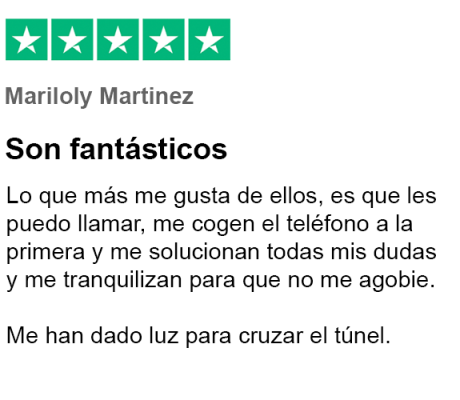 Mariloly Martinez
Son fantásticos
Lo que más me gusta de ellos, es que les
puedo llamar, me cogen el teléfono a la
primera y me solucionan todas mis dudas
y me tranquilizan para que no me agobie.
Me han dado luz para cruzar el túnel.